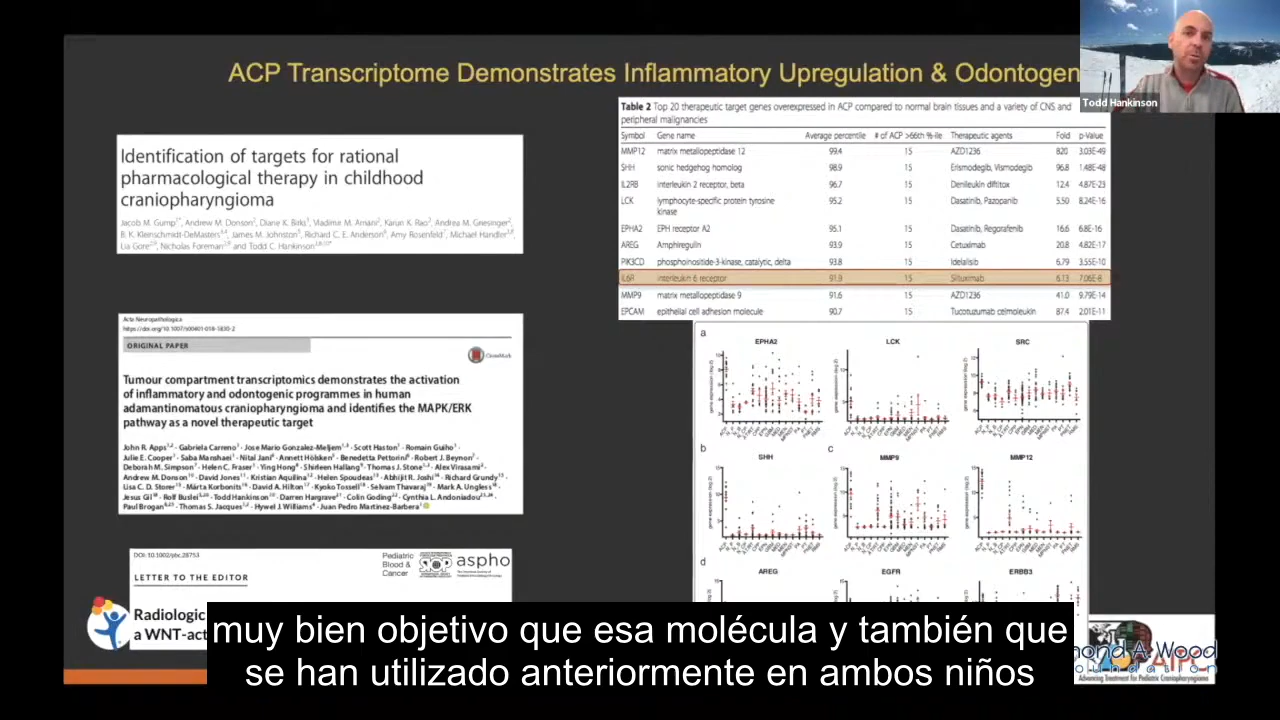 ACP Transcriptome Demonstrates Inflammatory Upregulation & Odontogen
Todd Hankinson
Identification of targets for rational
pharmacological therapy in childhood
craniopharyngioma
Jacob M. Gump, Andrew M. Donson, Diane K. Birks, Vladimir M. Amani, Karun K. Rao, Andrea M. Griesinger,
B. K. Kleinschmidt-DeMasters, James M. Johnston, Richard C. E. Anderson, Amy Rosenfeld, Michael Handler,
Lia Gore, Nicholas Foreman and Todd C. Hankinson
Table 2 Top 20 therapeutic target genes overexpressed in ACP compared to normal brain tissues and a variety of CNS and
peripheral malignancies
Symbol Gene name Average percentile # of ACP >66th %-ile Therapeutic agents Fold p-Value
MMP12 matrix metallopeptidase 12 99.4 15 AZD1236 820 3.03E-49
SHH sonic hedgehog homolog 98.9 15 Erismodegib, Vismodegib 96.8 1.48E-48
IL2RB interleukin 2 receptor, beta 96.7 15 Denileukin diftitox 12.4 4.87E-23
LCK lymphocyte-specific protein tyrosine 95.2 15 Dasatinib, Pazopanib 5.50 8.24E-16
kinase
EPHA2 EPH receptor A2 95.1 15 Dasatinib, Regorafenib 16.6 6.8E-16
AREG Amphiregulin 93.9 15 Cetuximab 20.8 4.82E-17
PIK3CD phosphoinositide-3-kinase, catalytic, delta 93.8 15 Idelalisib 6.79 3.55E-10
IL6R interleukin 6 receptor 91.9 15 Siltuximab 6.13 7.06E-8
MMP9 matrix metallopeptidase 9 91.6 15 AZD1236 41.0 9.79E-14
EPCAM epithelial cell adhesion molecule 90.7 15 Tucotuzumab celmoleukin 87.4 2.01E-11
Acta Neuropathologica
https://doi.org/10.1007/s00401-018-1830-2
ORIGINAL PAPER
CrossMark
Tumour compartment transcriptomics demonstrates the activation
of inflammatory and odontogenic programmes in human
adamantinomatous craniopharyngioma and identifies the MAPK/ERK
pathway as a novel therapeutic target
John R. Apps · Gabriela Carreno · Jose Mario Gonzalez-Meljem · Scott Haston · Romain Guiho ·
Julie E. Cooper · Saba Manshaei · Nital Jani · Annett Hölsken · Benedetta Pettorini · Robert J. Beynon ·
Deborah M. Simpson · Helen C. Fraser · Ying Hong · Shirleen Hallang · Thomas J. Stone · Alex Virasami ·
Andrew M. Donson · David Jones · Kristian Aquilina · Helen Spoudeas · Abhijit R. Joshi · Richard Grundy ·
Lisa C. D. Storer · Márta Korbonits · David A. Hilton · Kyoko Tossell · Selvam Thavaraj · Mark A. Ungless ·
Jesus Gil · Rolf Buslei · Todd Hankinson · Darren Hargrave · Colin Goding · Cynthia L. Andoniadou ·
Paul Brogan · Thomas S. Jacques · Hywel J. Williams · Juan Pedro Martinez-Barbera
a
EPHA2 LCK SRC
gene expression (log 2)
b
SHH
c
MMP9 MMP12
d
AREG EGFR ERBB3
DOI: 10.1002/pbc.28753
Pediatric
Blood &
Cancer
aspho
LETTER TO THE EDITOR
Radiologic
a WNT-act
muy bien objetivo que esa molécula y también que
se han utilizado anteriormente en ambos niños
mond A Wood
oundation
Advancing Treatment for Pediatric Craniopharyngioma